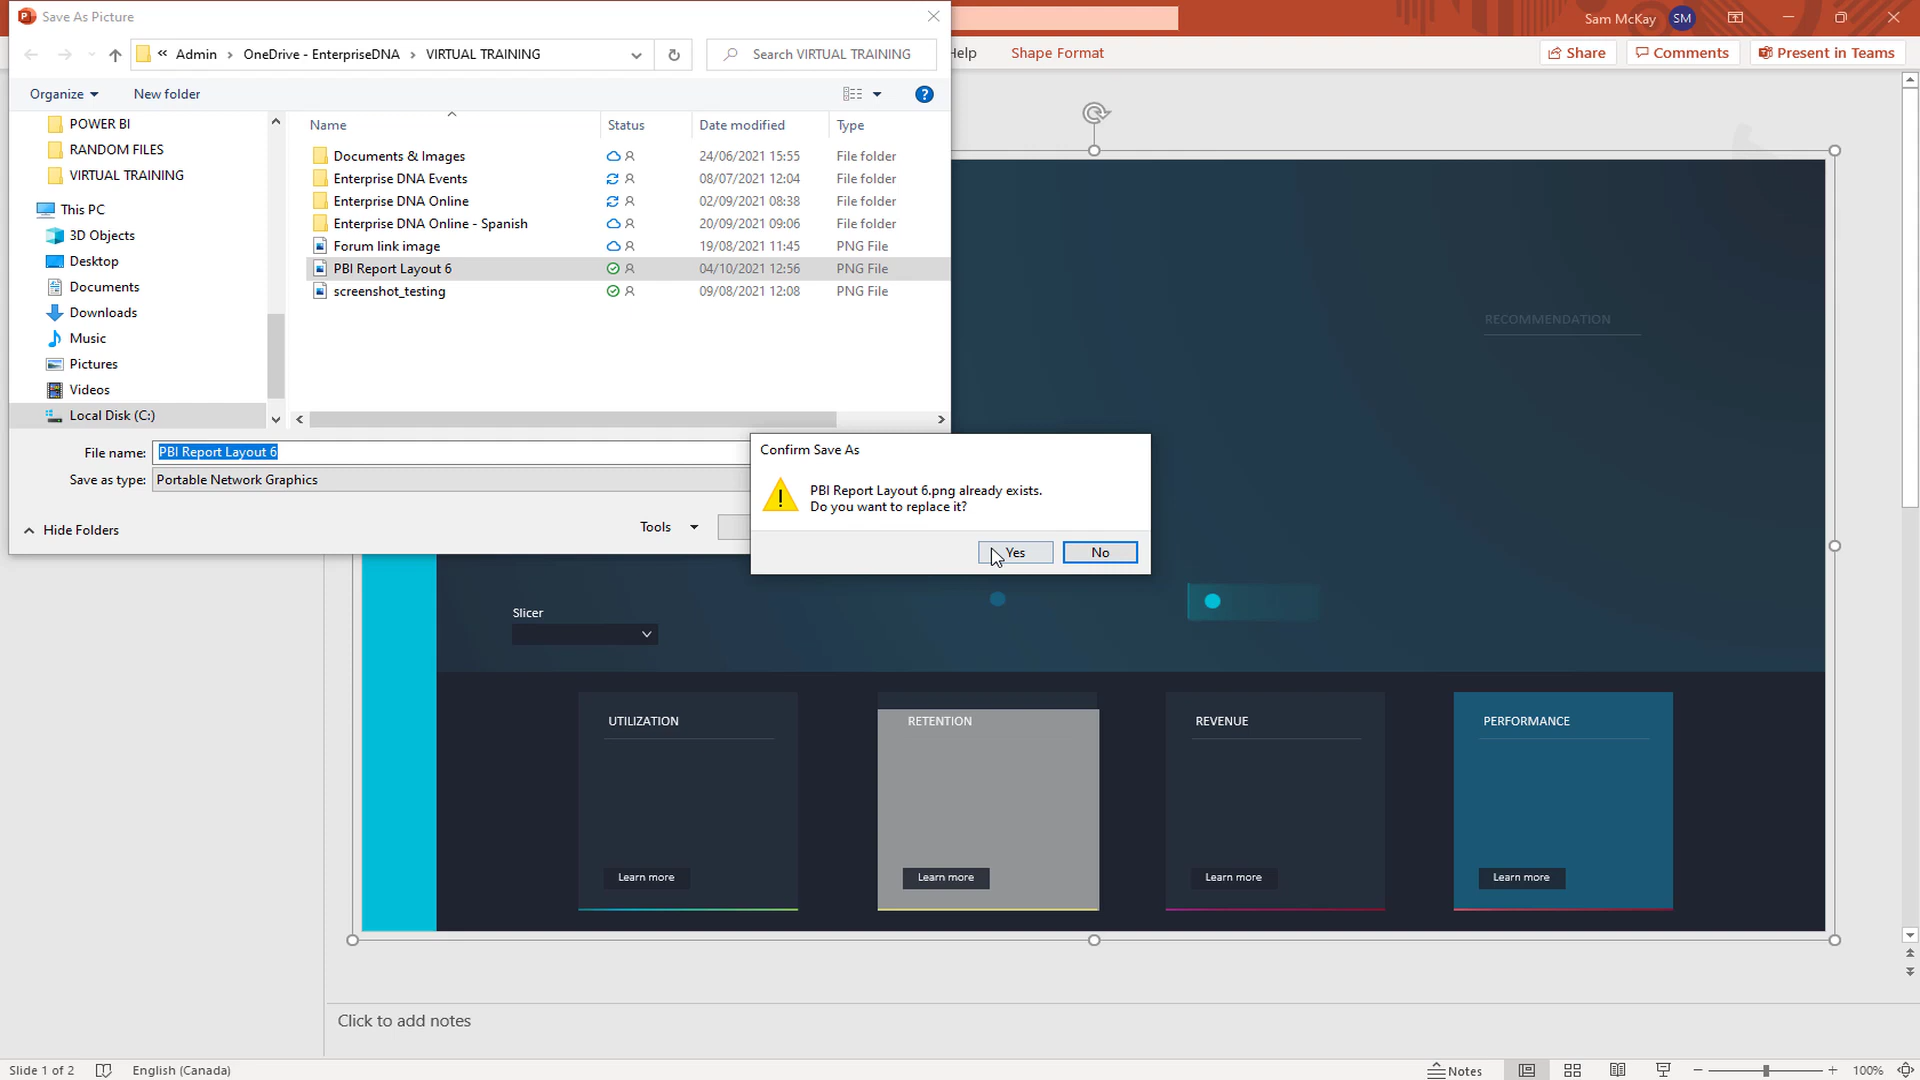 Save As Picture
Sam McKay SM
« Admin › OneDrive - EnterpriseDNA › VIRTUAL TRAINING
Search VIRTUAL TRAINING
Help Shape Format
Share Comments Present in Teams
Organize New folder
Name Status Date modified Type
POWER BI
RANDOM FILES
VIRTUAL TRAINING
This PC
3D Objects
Desktop
Documents
Downloads
Music
Pictures
Videos
Local Disk (C:)
Documents & Images 24/06/2021 15:55 File folder
Enterprise DNA Events 08/07/2021 12:04 File folder
Enterprise DNA Online 02/09/2021 08:38 File folder
Enterprise DNA Online - Spanish 20/09/2021 09:06 File folder
Forum link image 19/08/2021 11:45 PNG File
PBI Report Layout 6 04/10/2021 12:56 PNG File
screenshot_testing 09/08/2021 12:08 PNG File
File name: PBI Report Layout 6
Save as type: Portable Network Graphics
Hide Folders
Tools
Confirm Save As
PBI Report Layout 6.png already exists.
Do you want to replace it?
Yes No
RECOMMENDATION
Slicer
UTILIZATION RETENTION REVENUE PERFORMANCE
Learn more Learn more Learn more Learn more
Click to add notes
Slide 1 of 2 English (Canada) Notes 100%